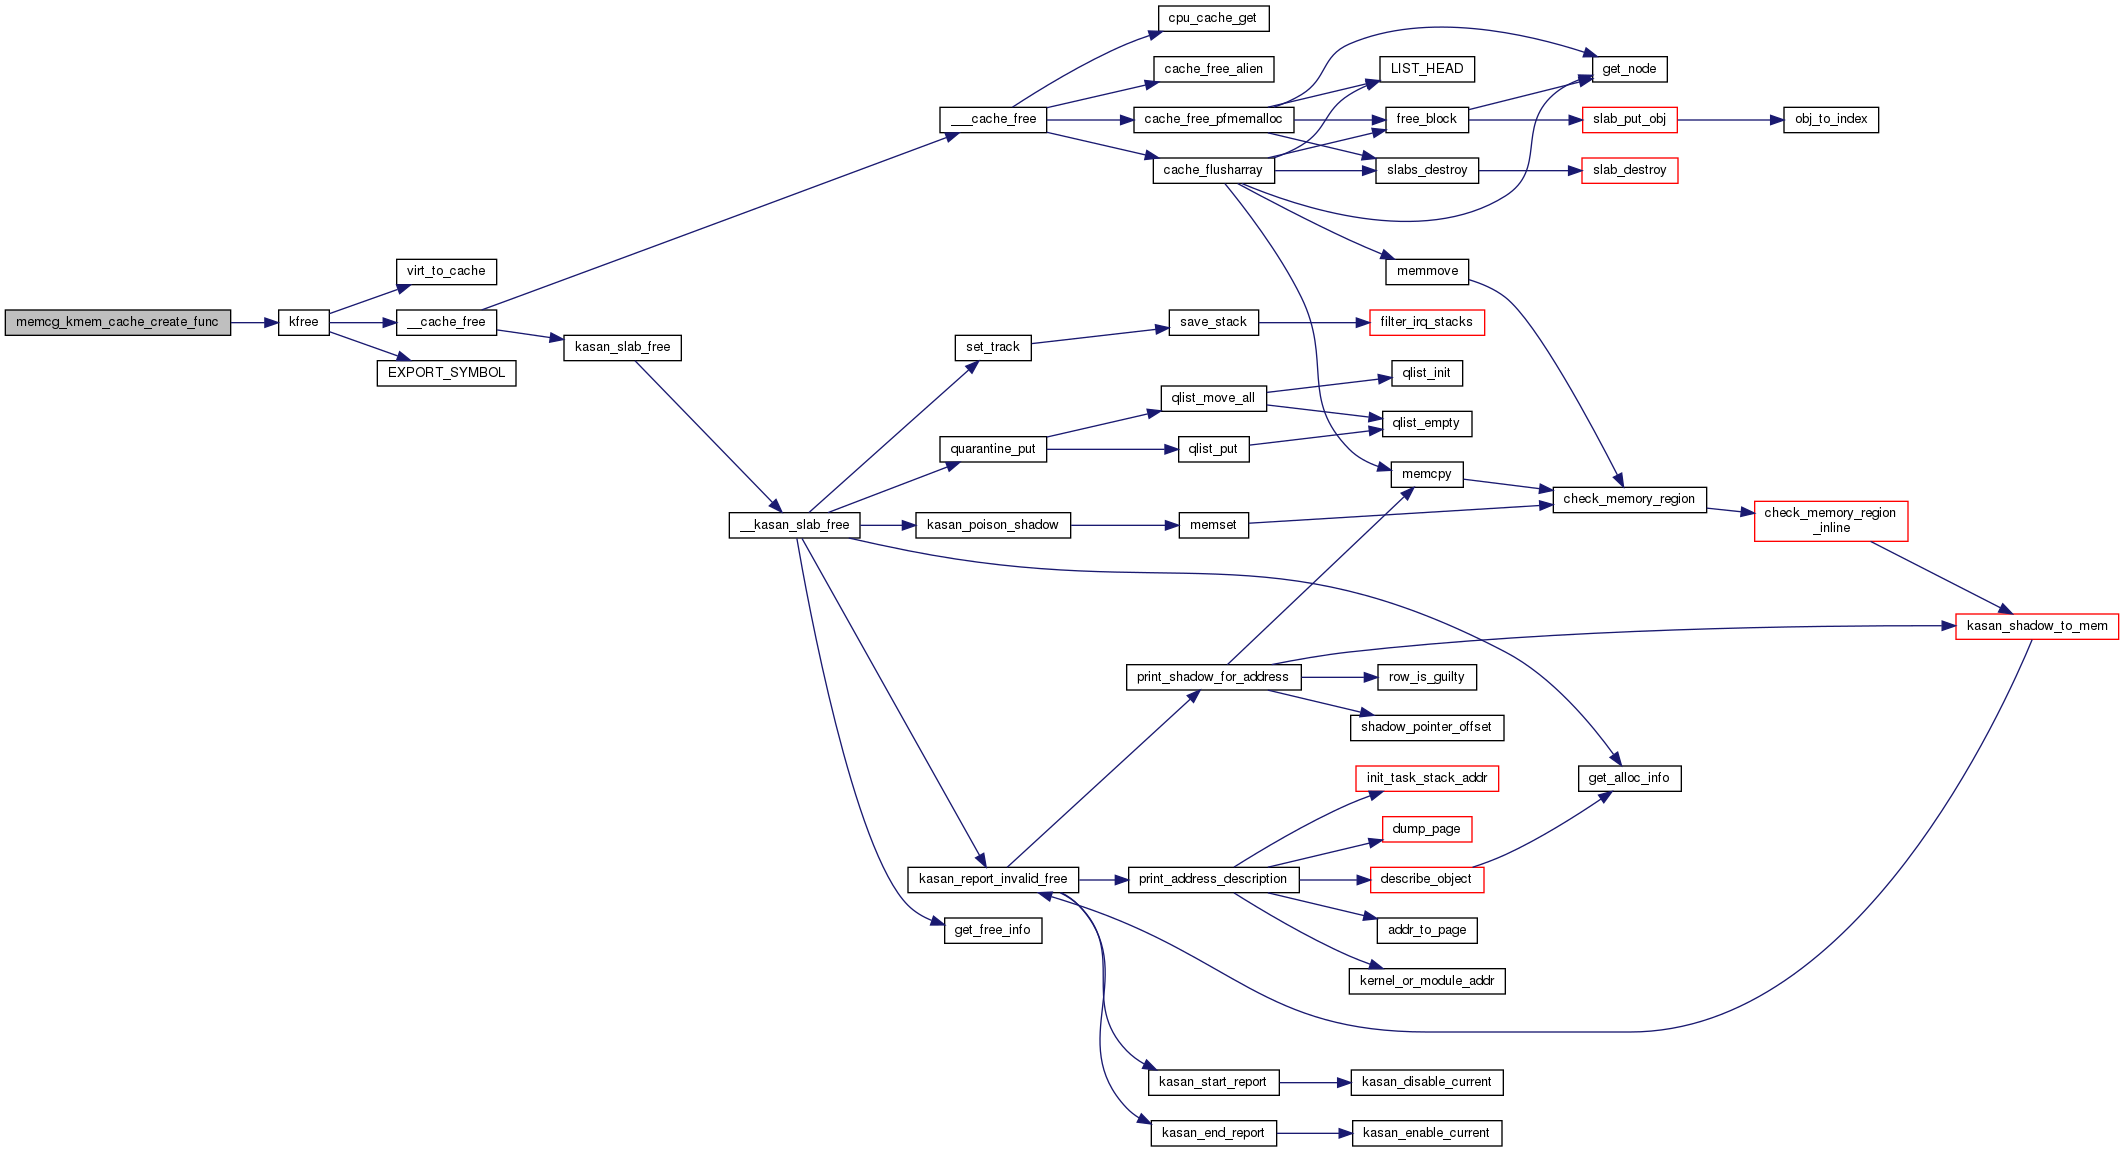 cpu_cache_get
cache_free_alien
LIST_HEAD
get_node
___cache_free
cache_free_pfmemalloc
free_block
slab_put_obj
obj_to_index
cache_flusharray
slabs_destroy
slab_destroy
virt_to_cache
memmove
memcg_kmem_cache_create_func
kfree
__cache_free
save_stack
filter_irq_stacks
kasan_slab_free
set_track
EXPORT_SYMBOL
qlist_init
qlist_move_all
qlist_empty
quarantine_put
qlist_put
memcpy
check_memory_region
__kasan_slab_free
kasan_poison_shadow
memset
check_memory_region
_inline
kasan_shadow_to_mem
print_shadow_for_address
row_is_guilty
shadow_pointer_offset
init_task_stack_addr
get_alloc_info
dump_page
kasan_report_invalid_free
print_address_description
describe_object
get_free_info
addr_to_page
kernel_or_module_addr
kasan_start_report
kasan_disable_current
kasan_end_report
kasan_enable_current